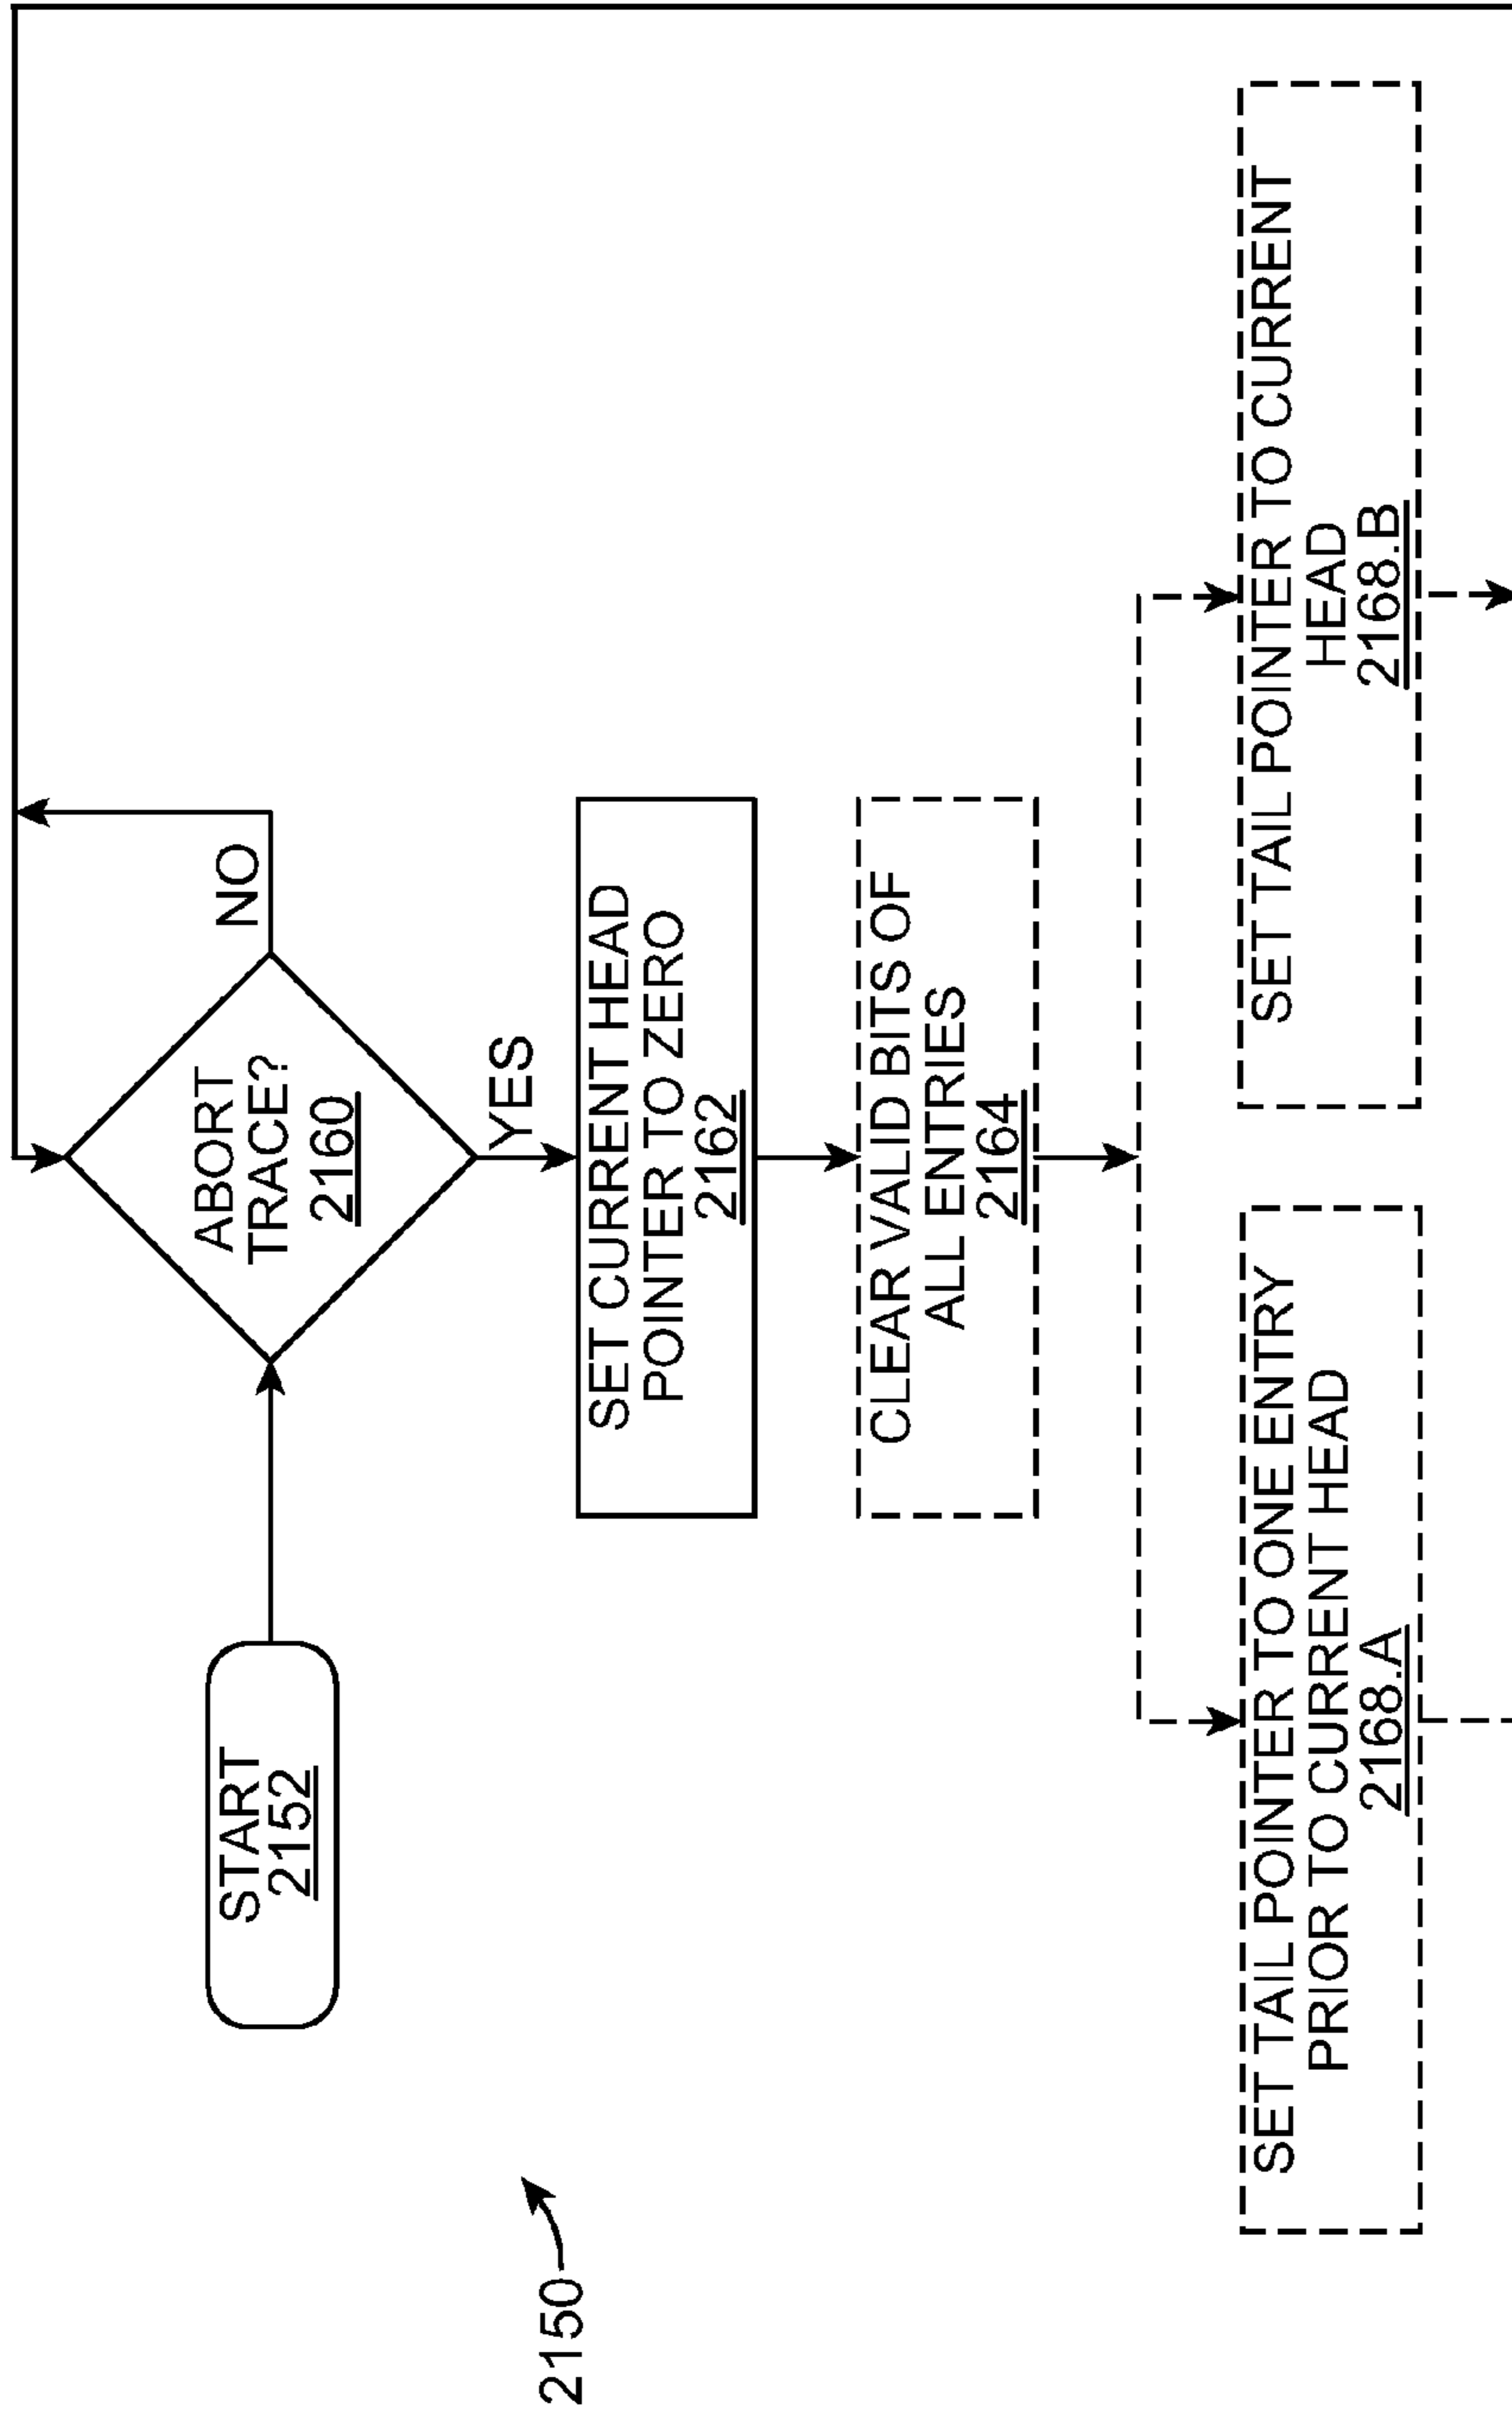 2150
START
2152
ABORT
TRACE?
2160
NO
YES
SET CURRENT HEAD
POINTER TO ZERO
2162
CLEAR VALID BITS OF
ALL ENTRIES
2164
SET TAIL POINTER TO ONE ENTRY
PRIOR TO CURRENT HEAD
2168.A
SET TAIL POINTER TO CURRENT
HEAD
2168.B